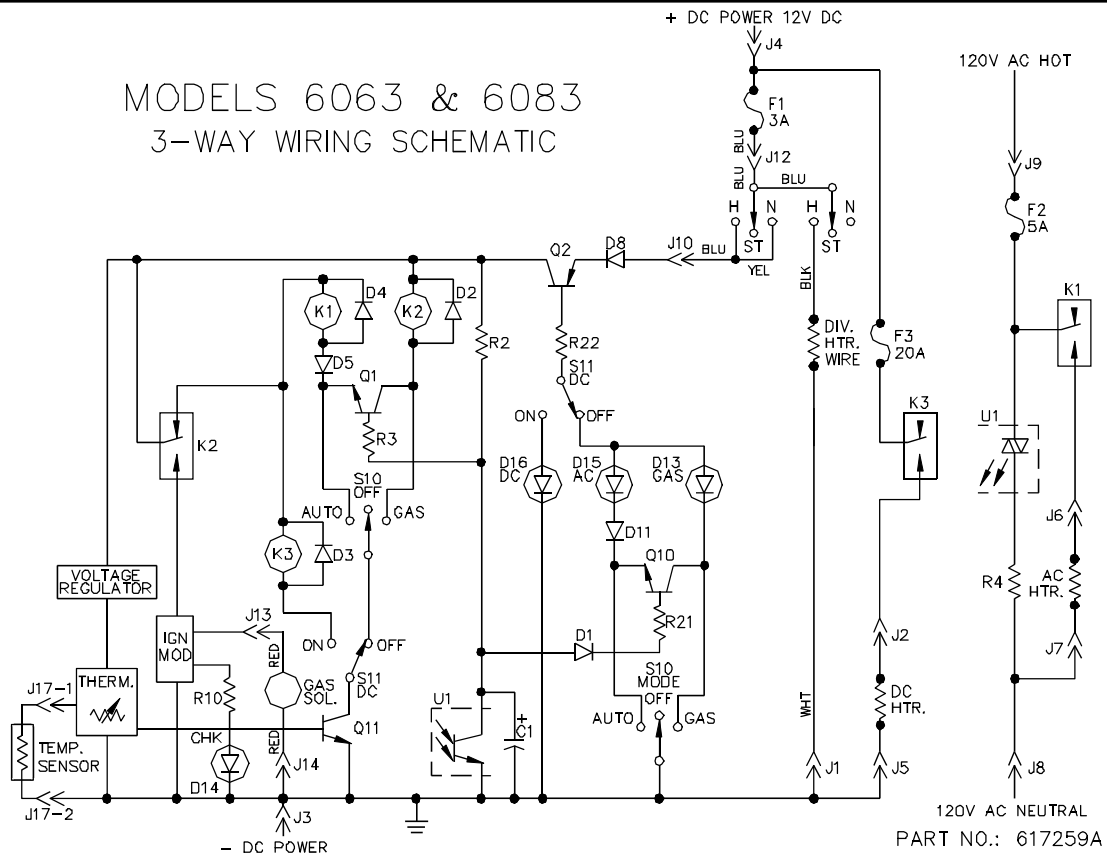 + DC POWER 12V DC
J4
120V AC HOT
MODELS 6063 & 6083
3-WAY WIRING SCHEMATIC
F1
3A
BLU
J12
BLU
BLU
J9
F2
5A
H
N
H
N
ST
ST
Q2
D8
J10
BLU
YEL
BLK
K1
D4
K1
K2
D2
R2
R22
DIV.
HTR.
WIRE
F3
20A
D5
Q1
S11
DC
K3
K2
R3
ON
OFF
U1
D16
DC
D15
AC
D13
GAS
S10
OFF
AUTO
GAS
J6
D11
K3
D3
Q10
VOLTAGE
REGULATOR
R4
AC
HTR.
J13
R21
IGN
MOD
RED
ON
OFF
D1
J2
J7
S11
DC
S10
MODE
OFF
J17-1
THERM.
R10
GAS
SOL.
AUTO
GAS
WHT
DC
HTR.
U1
+
C1
Q11
TEMP.
SENSOR
CHK
RED
D14
J14
J1
J5
J8
J17-2
J3
120V AC NEUTRAL
- DC POWER
PART NO.: 617259A